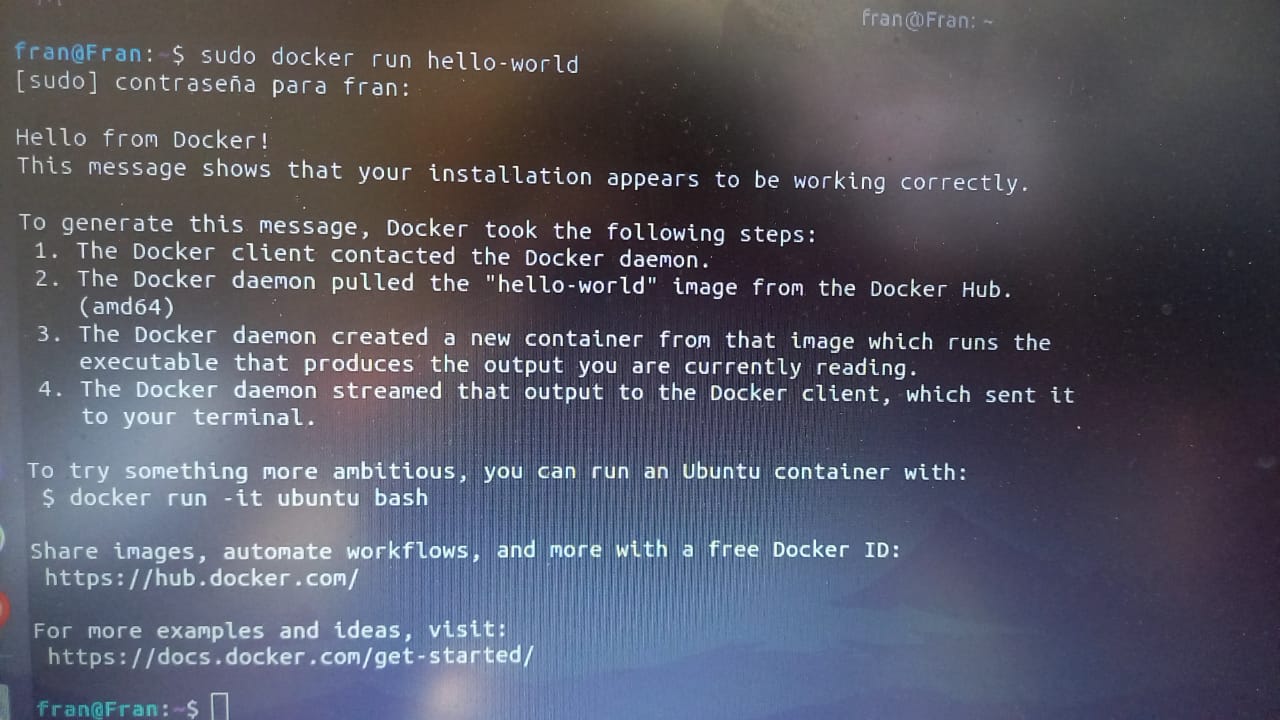 fran@Fran: ~
fran@Fran:~$ sudo docker run hello-world
[sudo] contraseña para fran:
Hello from Docker!
This message shows that your installation appears to be working correctly.
To generate this message, Docker took the following steps:
1. The Docker client contacted the Docker daemon.
2. The Docker daemon pulled the "hello-world" image from the Docker Hub.
(amd64)
3. The Docker daemon created a new container from that image which runs the
executable that produces the output you are currently reading.
4. The Docker daemon streamed that output to the Docker client, which sent it
to your terminal.
To try something more ambitious, you can run an Ubuntu container with:
$ docker run -it ubuntu bash
Share images, automate workflows, and more with a free Docker ID:
https://hub.docker.com/
For more examples and ideas, visit:
https://docs.docker.com/get-started/
fran@Fran:~$